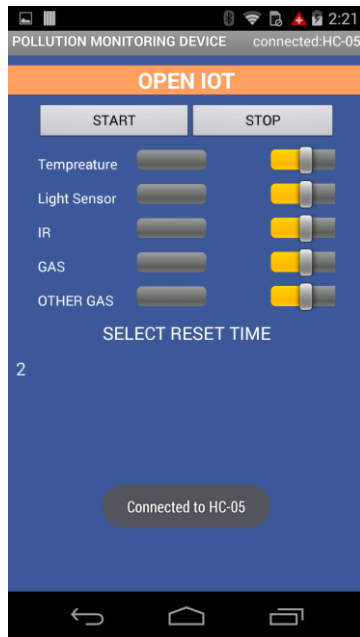 2:21
POLLUTION MONITORING DEVICE connected:HC-05
OPEN IOT
START STOP
Tempreature
Light Sensor
IR
GAS
OTHER GAS
SELECT RESET TIME
2
Connected to HC-05